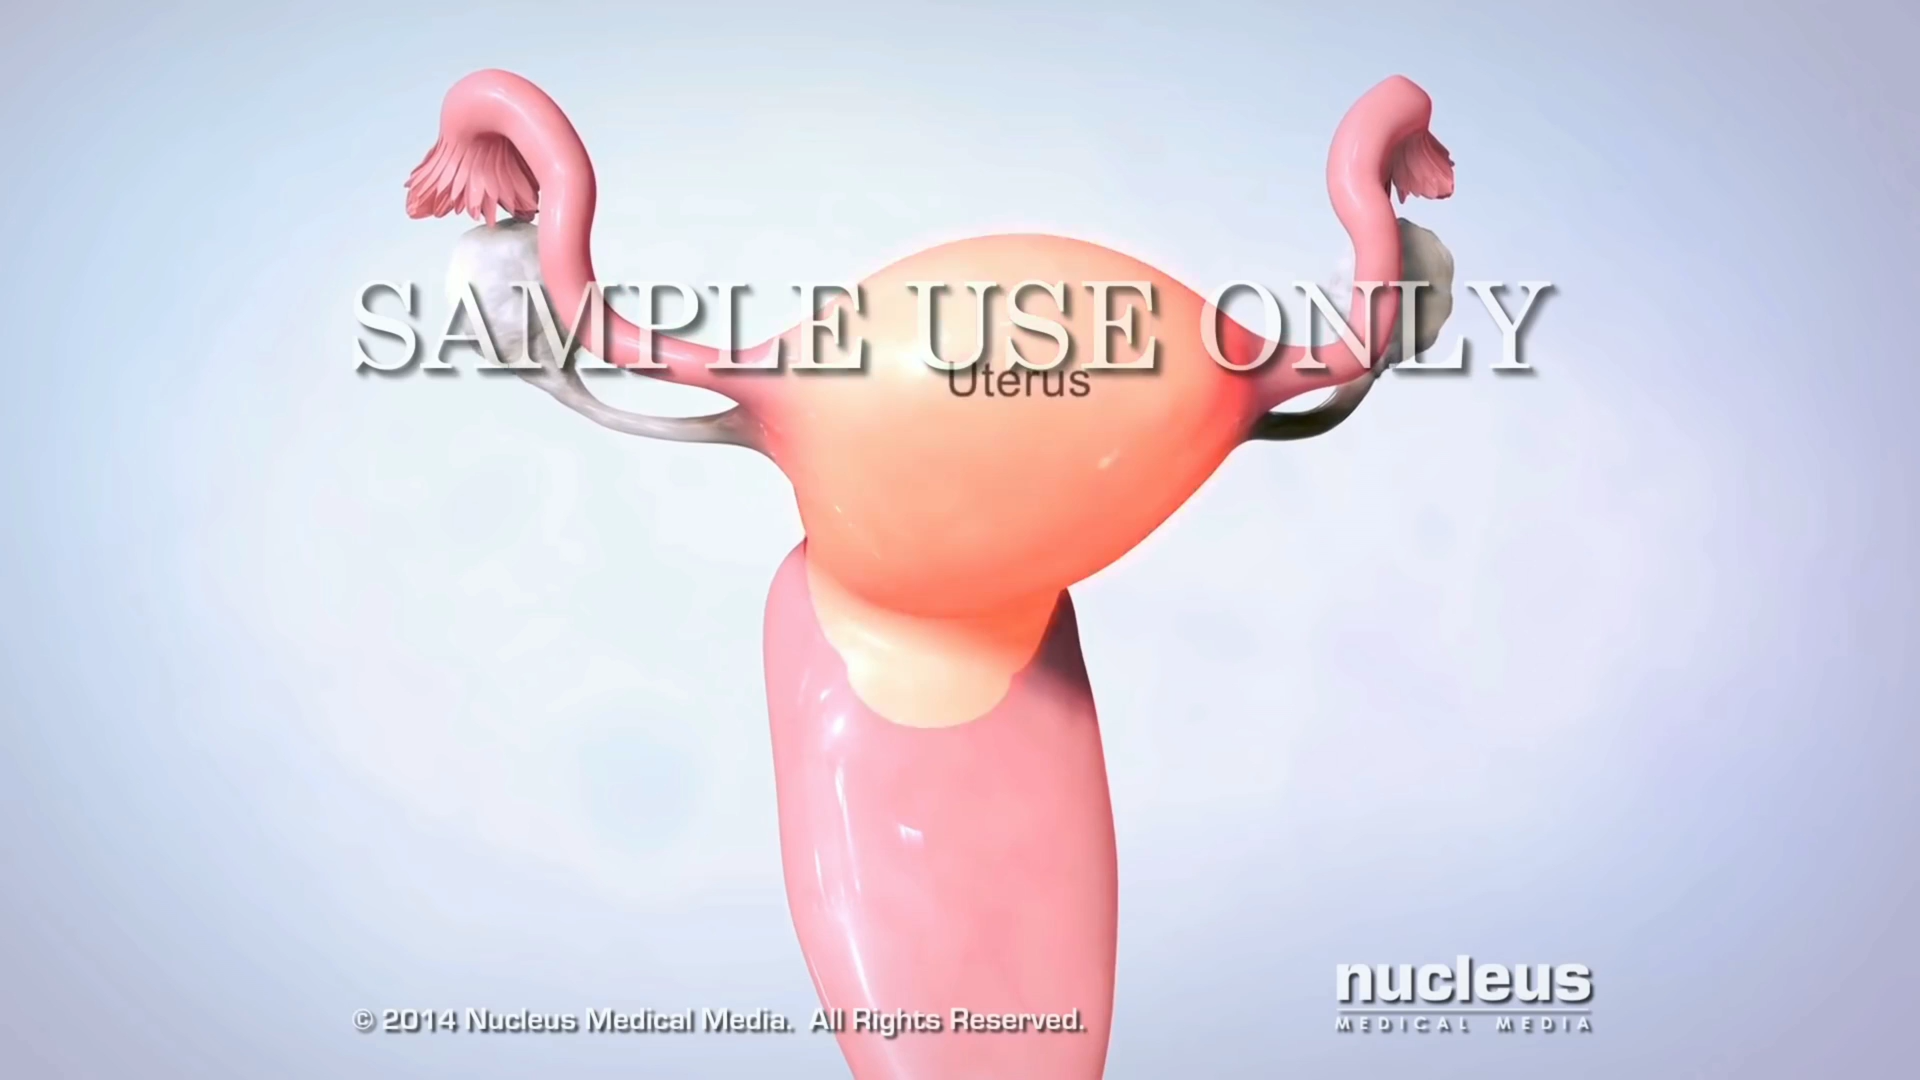 SAMPLE USE ONLY
Uterus
nucleus
MEDICAL MEDIA
© 2014 Nucleus Medical Media. All Rights Reserved.